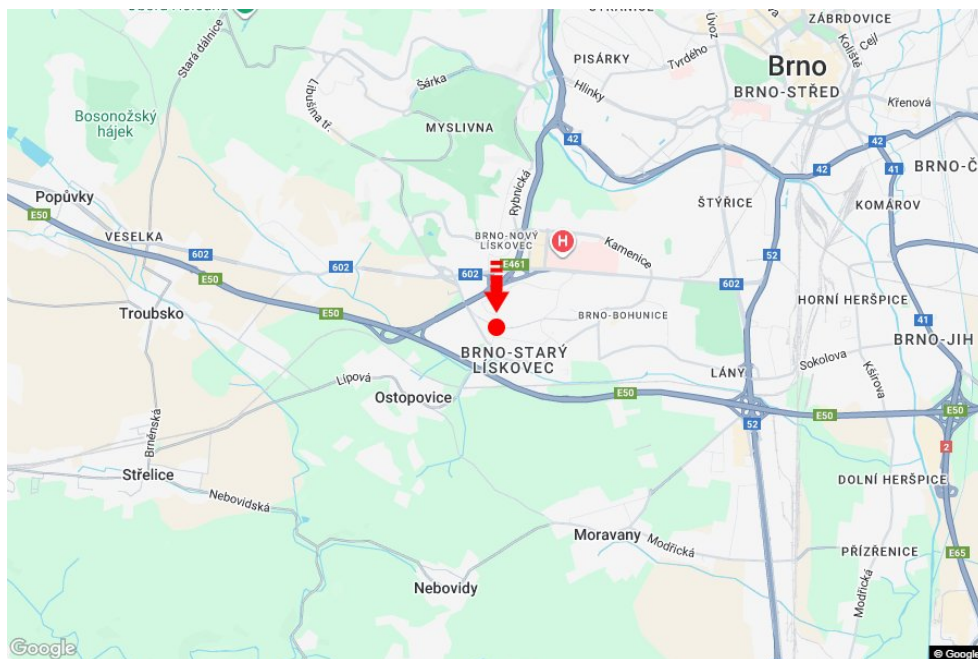 STRÁNICE
Úvoz
ZÁBRDOVICE
Stará dálnice
Tvrdého
Koliště
Cejl
PISÁRKY
Brno
BRNO-STŘED
Šárka
Hlinky
Libušina tř.
Křenová
Bosonožský
hájek
MYSLIVNA
42
42
42
41
BRNO-Č
Rybnická
Popůvky
E50
ŠTÝŘICE
KOMÁROV
VESELKA
BRNO-NOVÝ
LÍSKOVEC
H
Kamenice
52
602
E50
602
602
E461
602
HORNÍ HERŠPICE
Troubsko
E50
BRNO-BOHUNICE
41
BRNO-JIH
BRNO-STARÝ
LÍSKOVEC
LÁNY
Sokolova
Kšírova
Lípová
Ostopovice
E50
E50
E50
52
Brněnská
2
Střelice
DOLNÍ HERŠPICE
Nebovidská
Moravany
Modřická
PŘÍZŘENICE
E65
Nebovidy
Modřická
Google
© Google